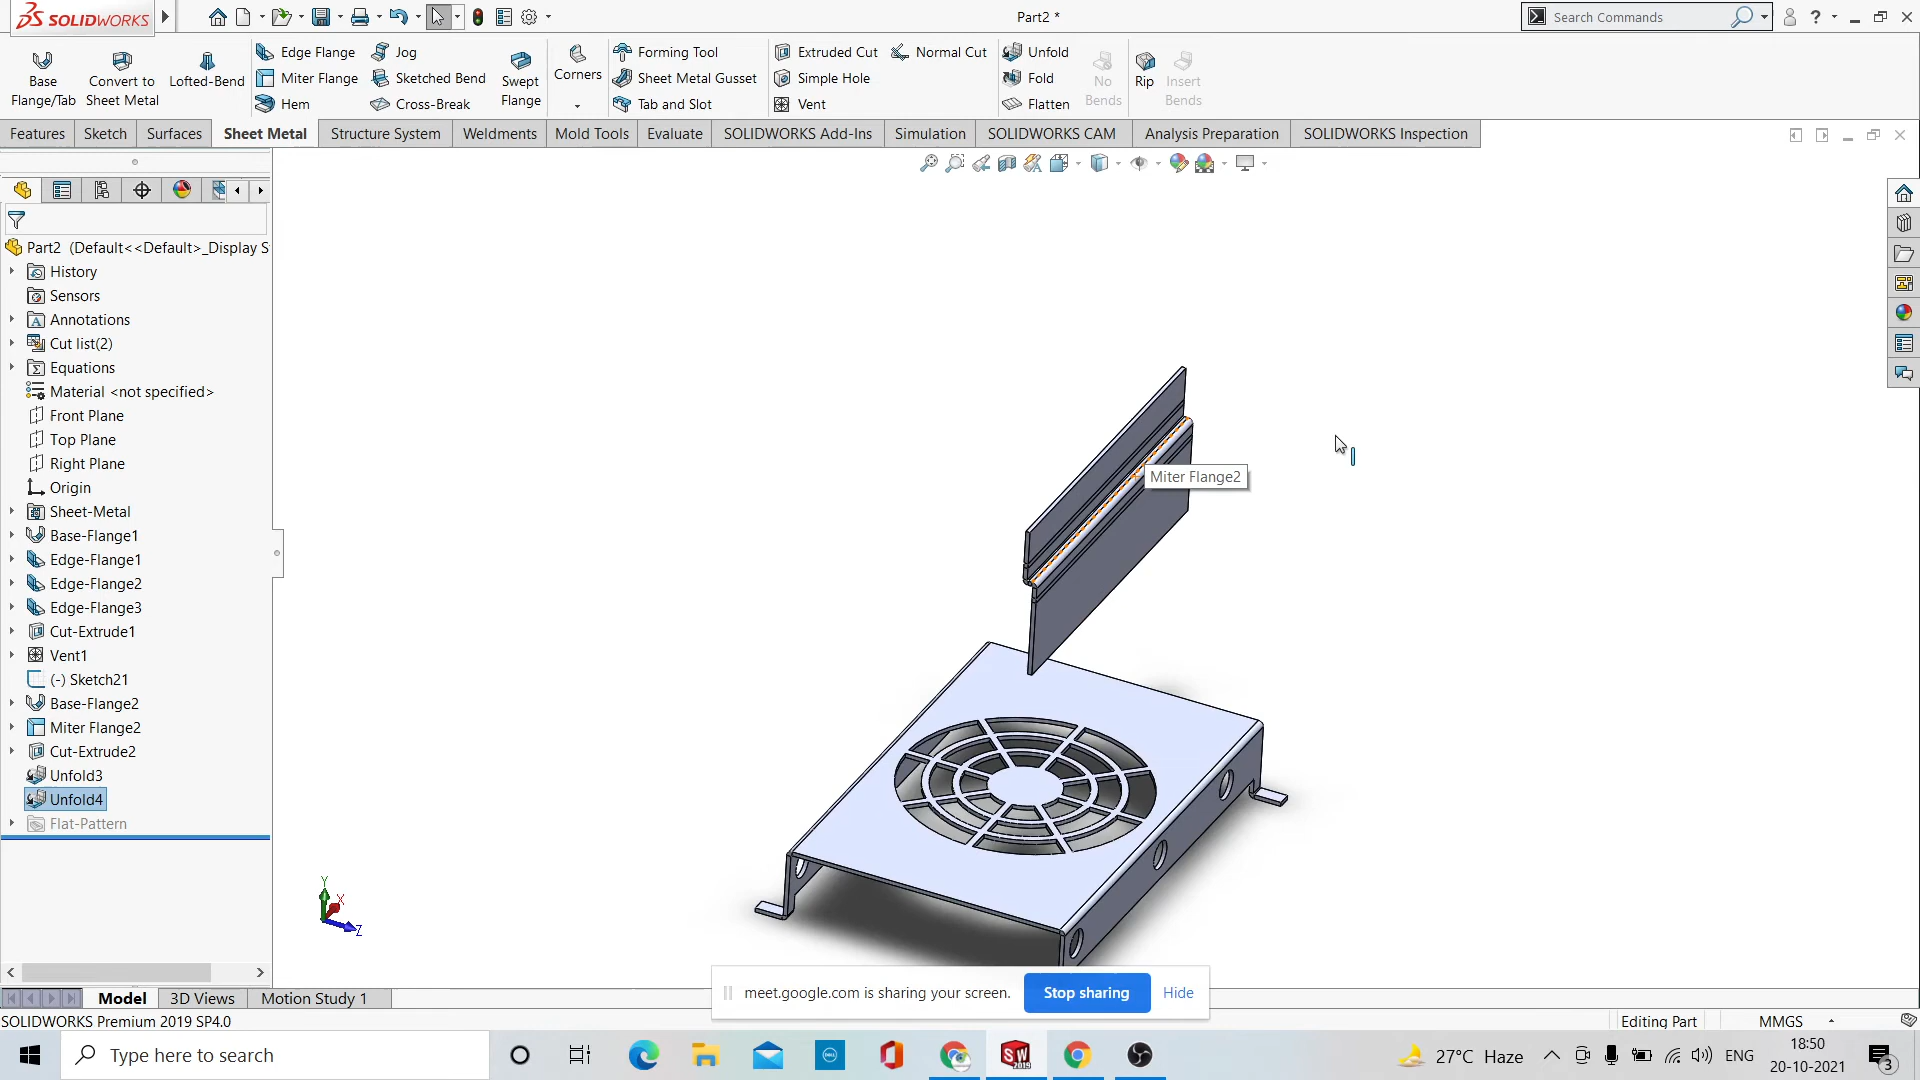 SOLIDWORKS
Part2 *
Search Commands
Base Flange/Tab
Convert to Sheet Metal
Lofted-Bend
Edge Flange
Miter Flange
Hem
Jog
Sketched Bend
Cross-Break
Swept Flange
Corners
Forming Tool
Sheet Metal Gusset
Tab and Slot
Extruded Cut
Simple Hole
Vent
Normal Cut
Unfold
Fold
Flatten
No Bends
Rip
Insert Bends
Features
Sketch
Surfaces
Sheet Metal
Structure System
Weldments
Mold Tools
Evaluate
SOLIDWORKS Add-Ins
Simulation
SOLIDWORKS CAM
Analysis Preparation
SOLIDWORKS Inspection
Part2 (Default<<Default>_Display S
History
Sensors
Annotations
Cut list(2)
Equations
Material <not specified>
Front Plane
Top Plane
Right Plane
Origin
Sheet-Metal
Base-Flange1
Edge-Flange1
Edge-Flange2
Edge-Flange3
Cut-Extrude1
Vent1
(-) Sketch21
Base-Flange2
Miter Flange2
Cut-Extrude2
Unfold3
Unfold4
Flat-Pattern
Miter Flange2
Y
X
Z
Model
3D Views
Motion Study 1
meet.google.com is sharing your screen.
Stop sharing
Hide
SOLIDWORKS Premium 2019 SP4.0
Editing Part
MMGS
Type here to search
27°C Haze
ENG
18:50
20-10-2021
3